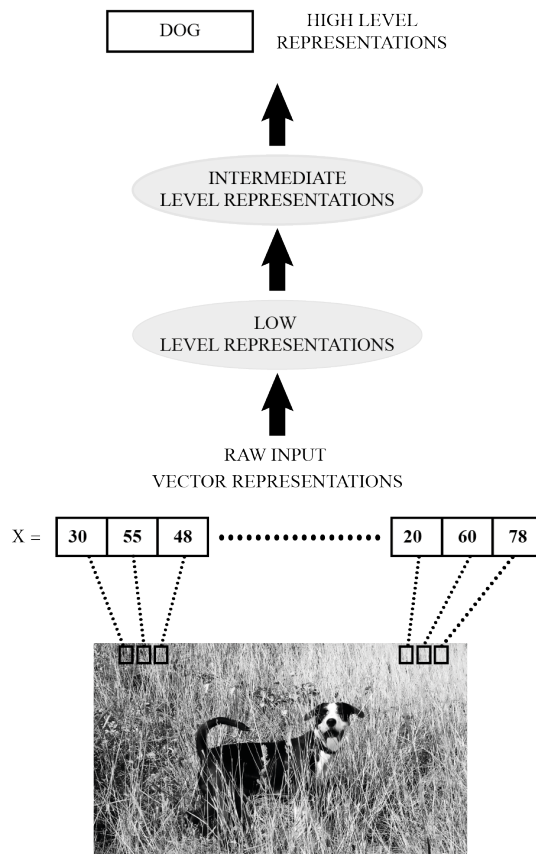 DOG
HIGH LEVEL
REPRESENTATIONS
INTERMEDIATE
LEVEL REPRESENTATIONS
LOW
LEVEL REPRESENTATIONS
RAW INPUT
VECTOR REPRESENTATIONS
X = 30 55 48 20 60 78